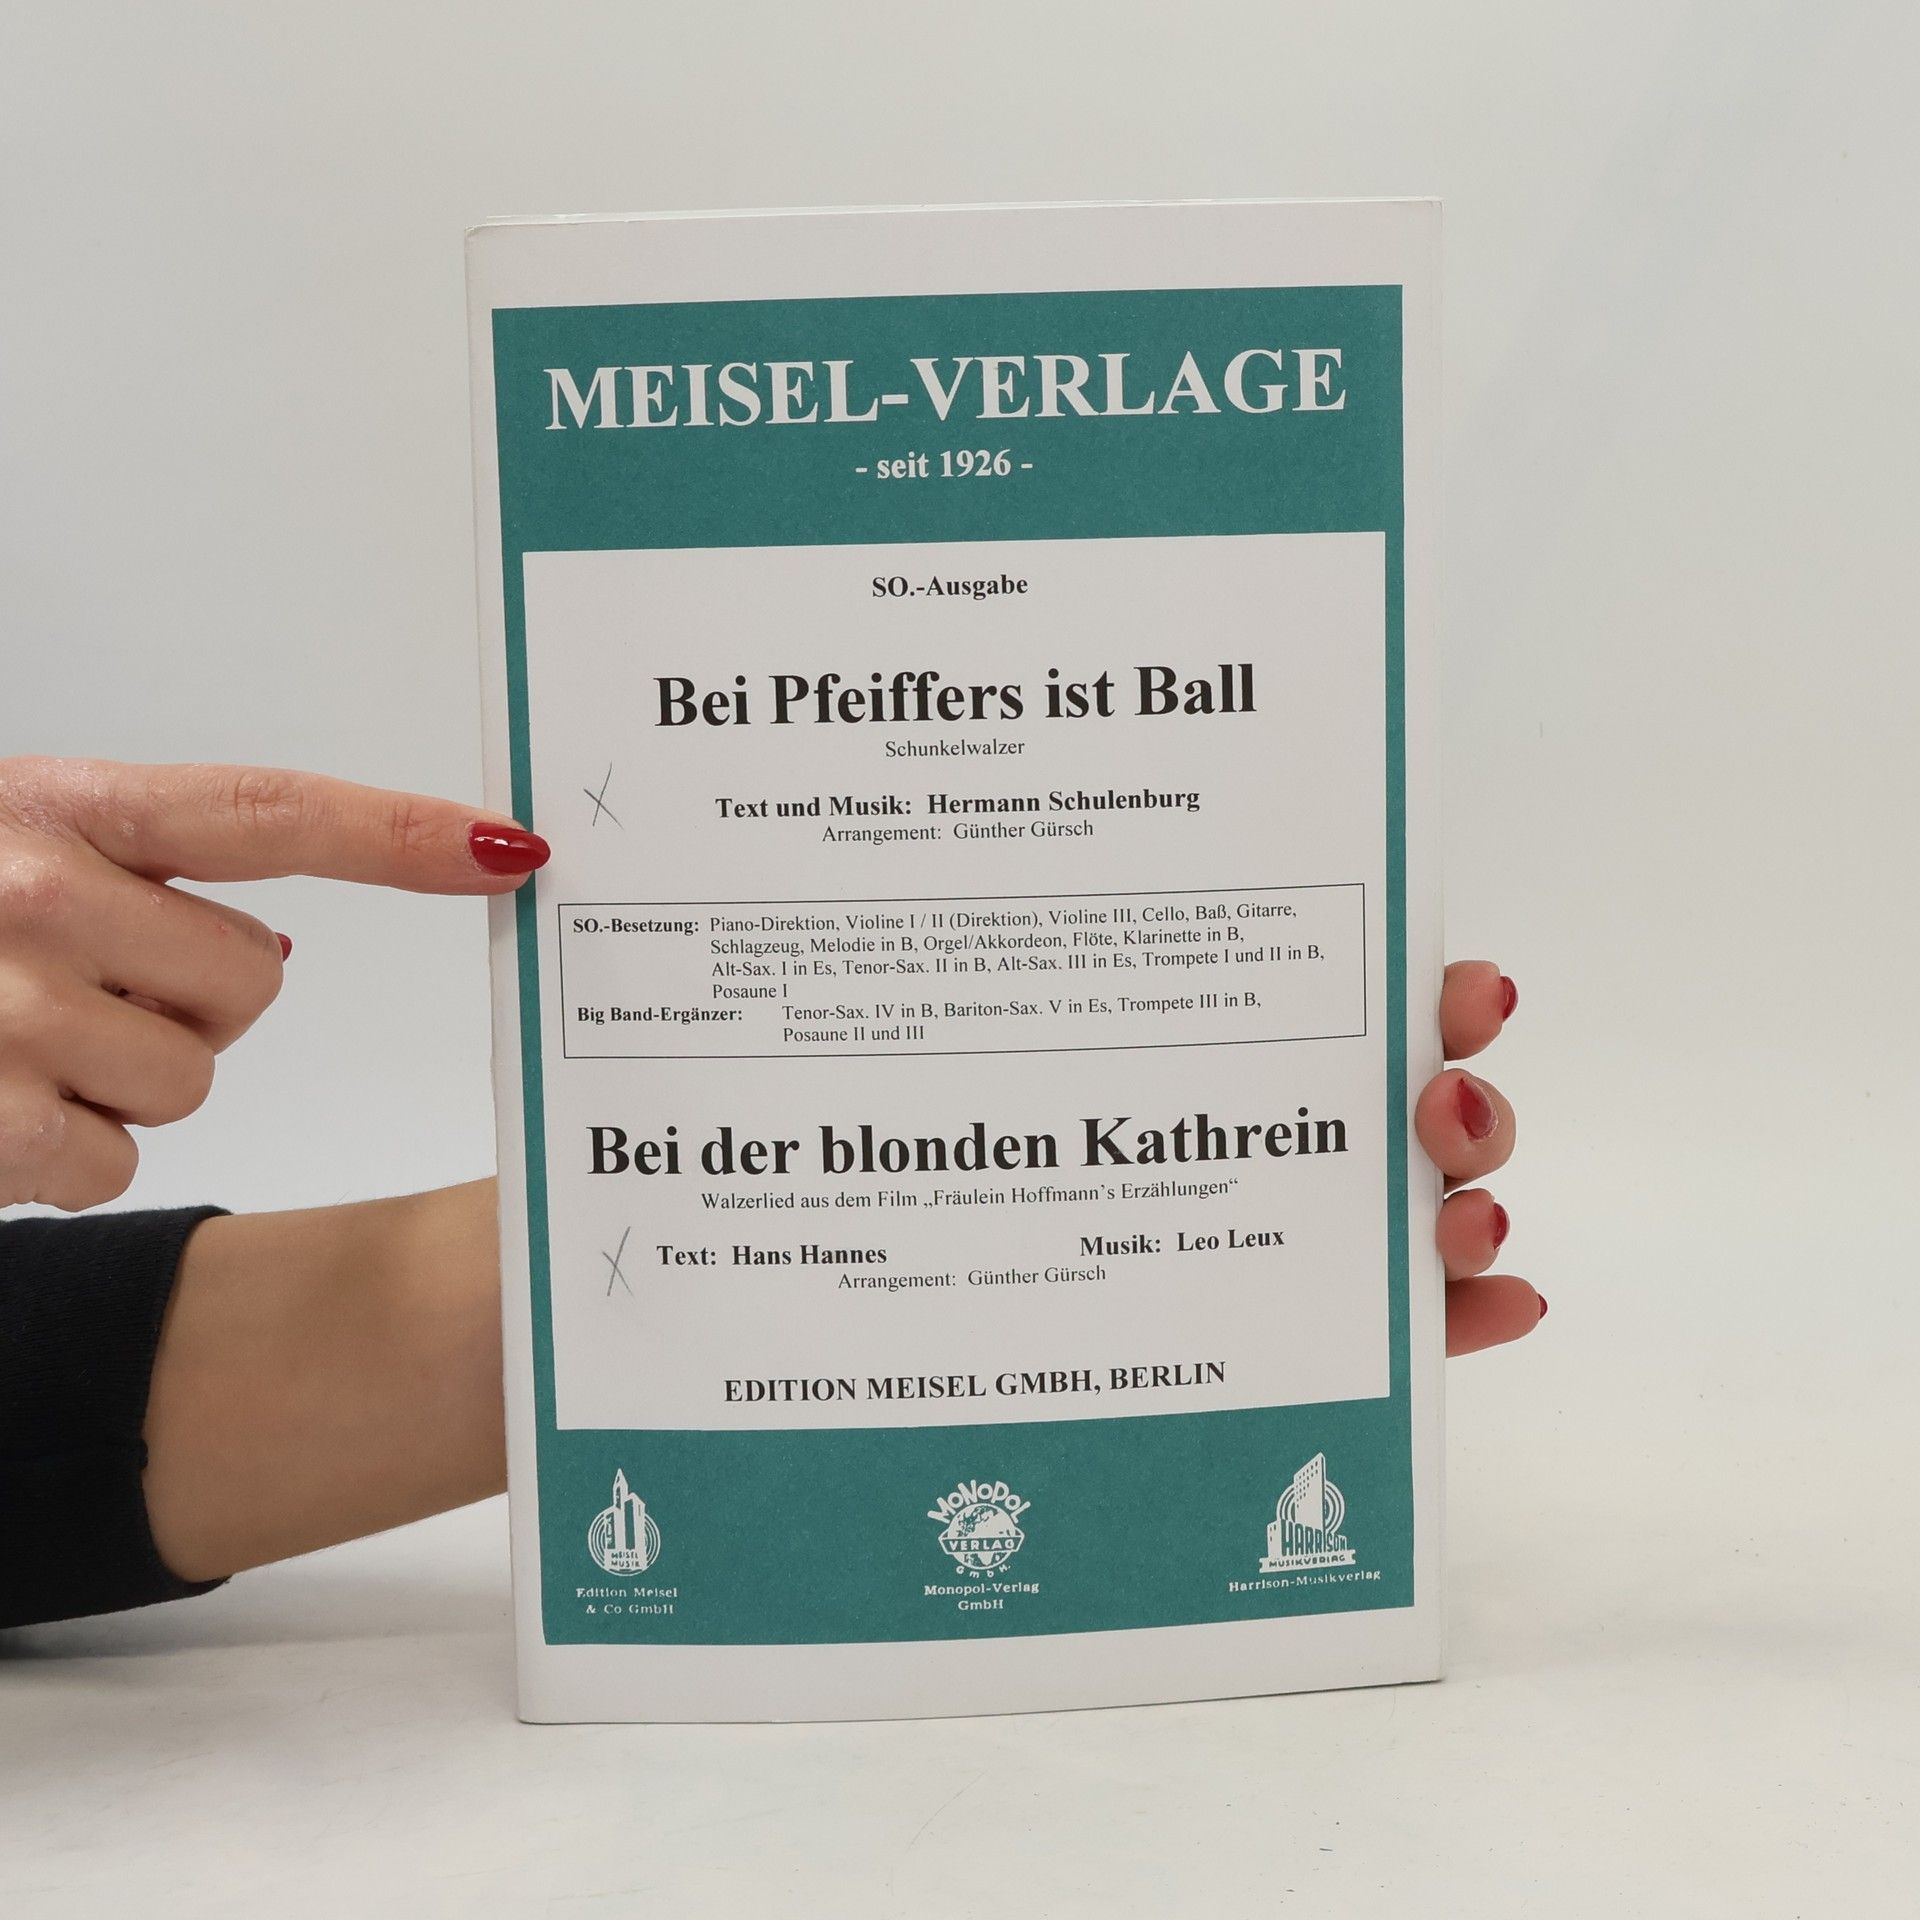 MEISEL-VERLAGE
- seit 1926 -
SO.-Ausgabe
Bei Pfeiffers ist Ball
Schunkelwalzer
Text und Musik: Hermann Schulenburg
Arrangement: Günther Gürsch
SO.-Besetzung: Piano-Direktion, Violine I / II (Direktion), Violine III, Cello, Baß, Gitarre,
Schlagzeug, Melodie in B, Orgel/Akkordeon, Flöte, Klarinette in B,
Alt-Sax. I in Es, Tenor-Sax. II in B, Alt-Sax. III in Es, Trompete I und II in B,
Posaune I
Big Band-Ergänzer: Tenor-Sax. IV in B, Bariton-Sax. V in Es, Trompete III in B,
Posaune II und III
Bei der blonden Kathrein
Walzerlied aus dem Film „Fräulein Hoffmann's Erzählungen“
Text: Hans Hannes Musik: Leo Leux
Arrangement: Günther Gürsch
EDITION MEISEL GMBH, BERLIN
MEISEL
MUSIK
Edition Meisel
& Co GmbH
MONOPOL
VERLAG
GmbH.
Monopol-Verlag
GmbH
HARRISON
MUSIKVERLAG
Harrison-Musikverlag